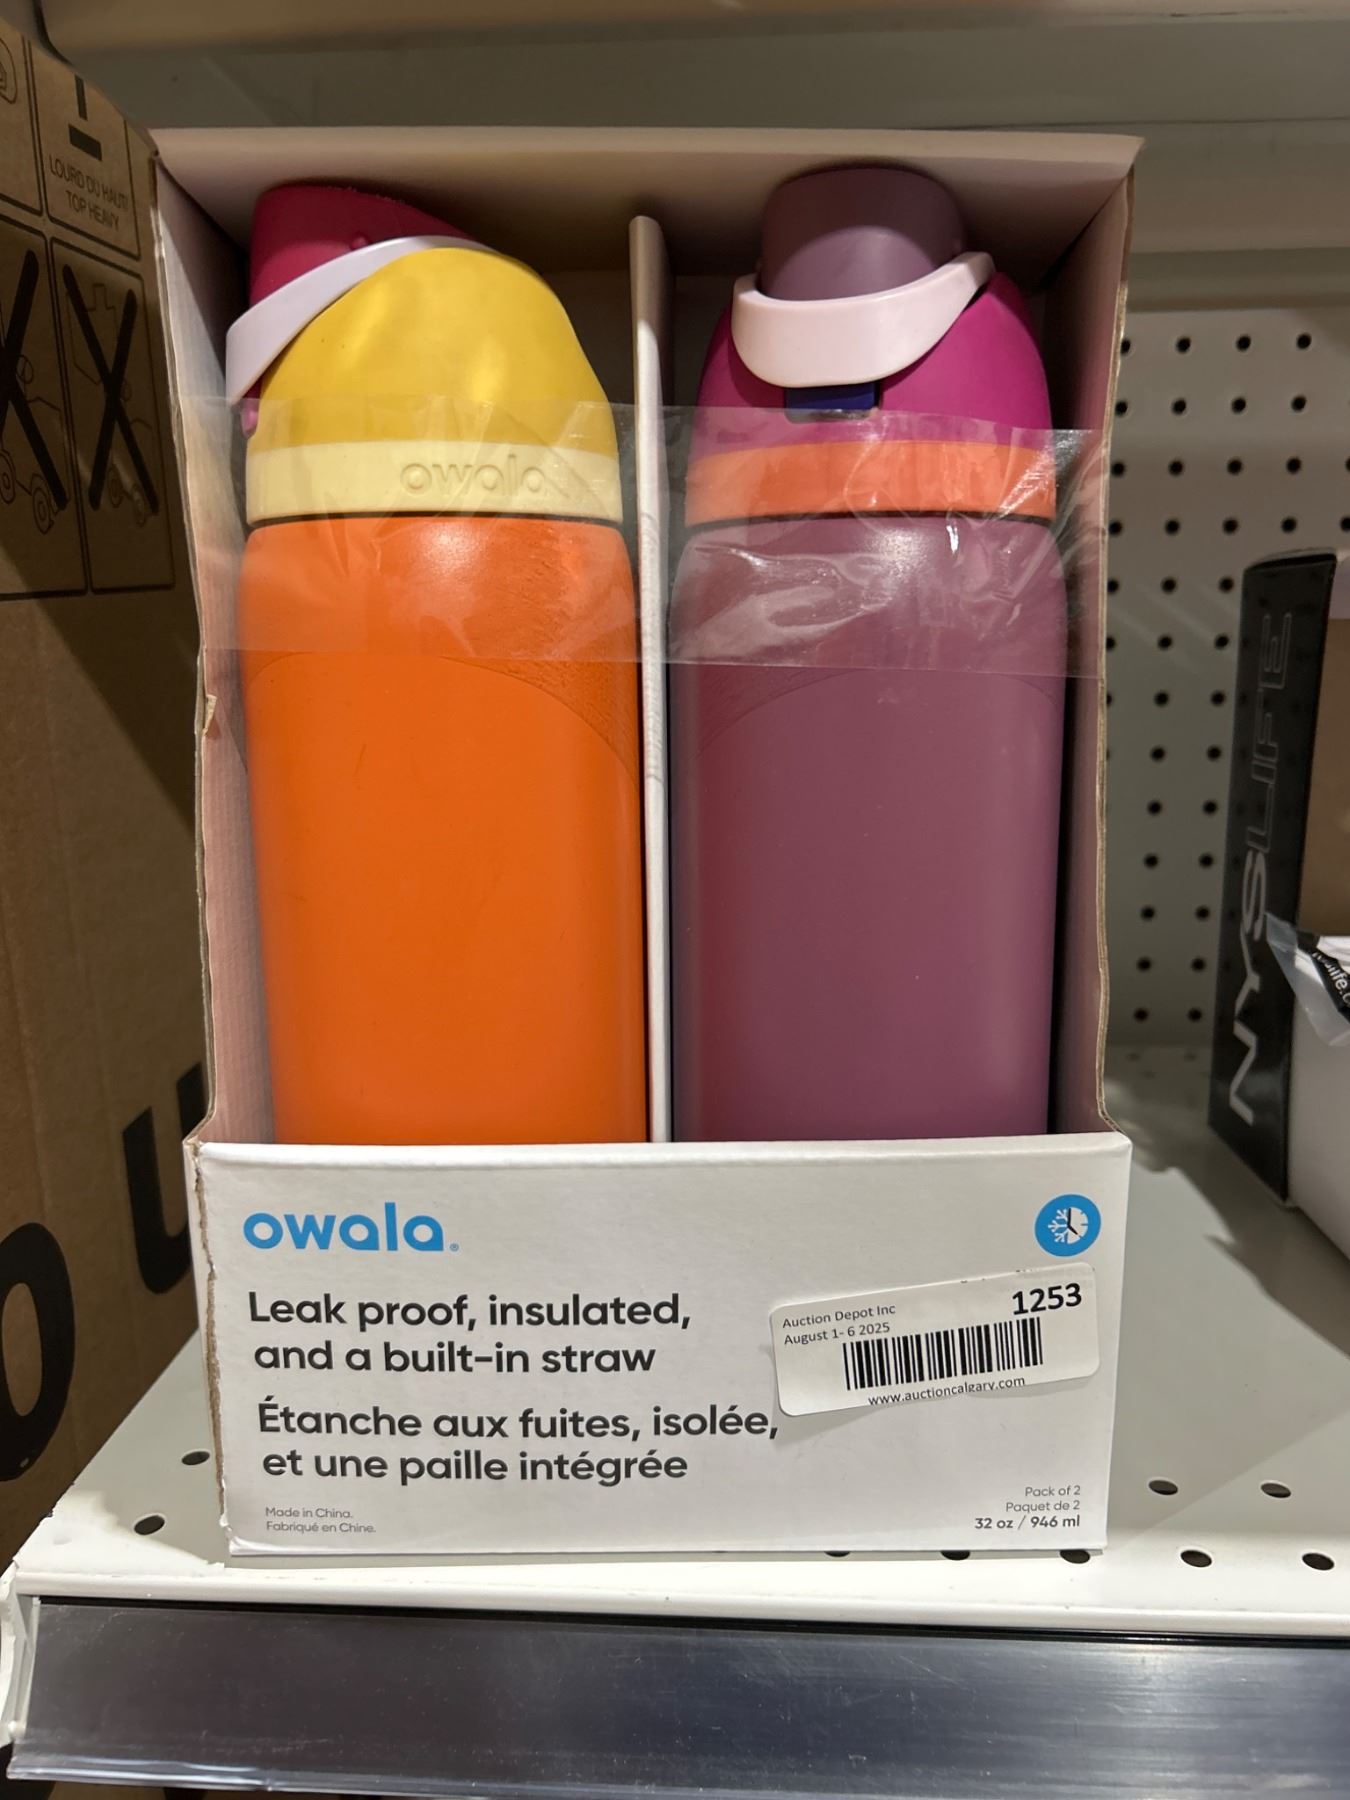 LOURD DU HAUT/
TOP HEAVY
owala
NYSLIFE
owala®
Leak proof, insulated,
and a built-in straw
Étanche aux fuites, isolée,
et une paille intégrée
Made in China.
Fabriqué en Chine.
Auction Depot Inc
August 1- 6 2025
1253
www.auctioncalgary.com
Pack of 2
Paquet de 2
32 oz / 946 ml